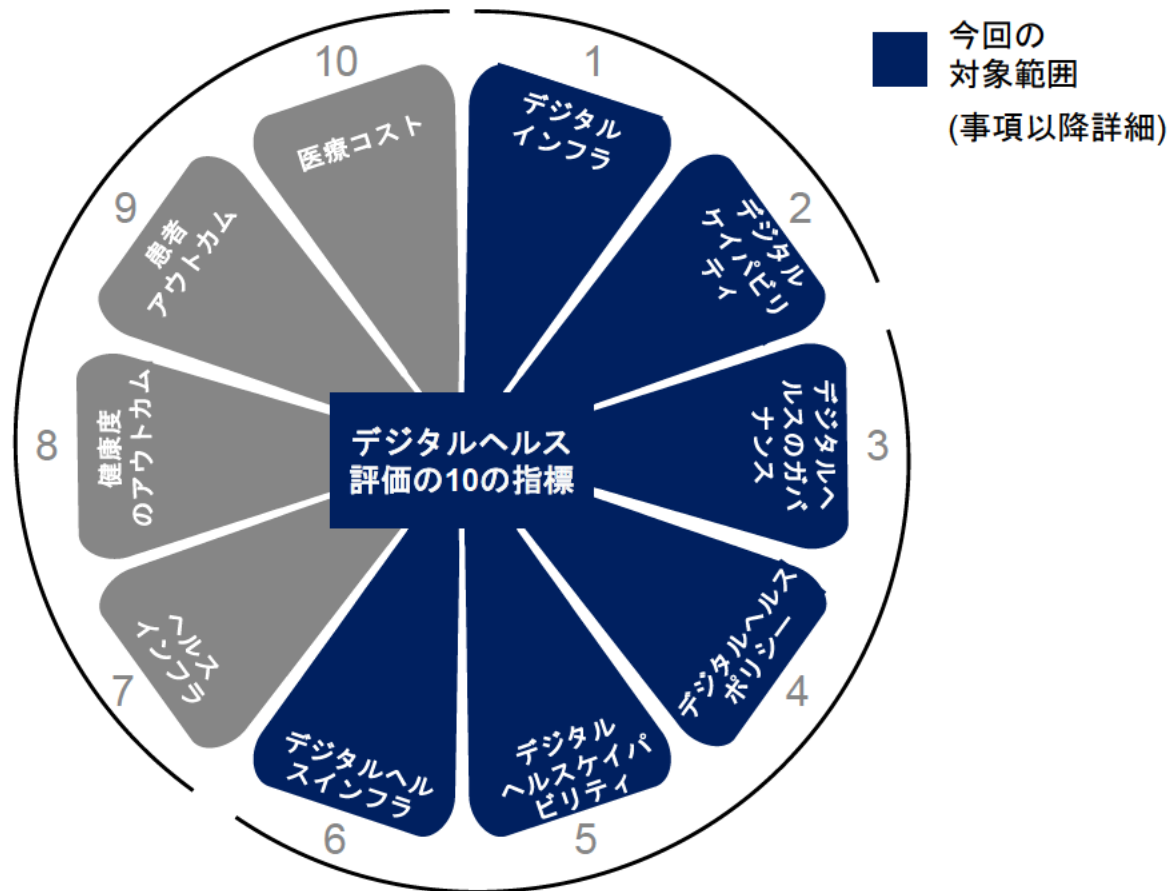 今回の
対象範囲
(事項以降詳細)
デジタルヘルス
評価の10の指標
1
デジタル
インフラ
2
デジタル
ケイパビリ
ティ
3
デジタルヘ
ルスのガバ
ナンス
4
デジタルヘルス
ポリシー
5
デジタル
ヘルスケイパ
ビリティ
6
デジタルヘル
スインフラ
7
ヘルス
インフラ
8
健康度
のアウトカム
9
患者
アウトカム
10
医療コスト